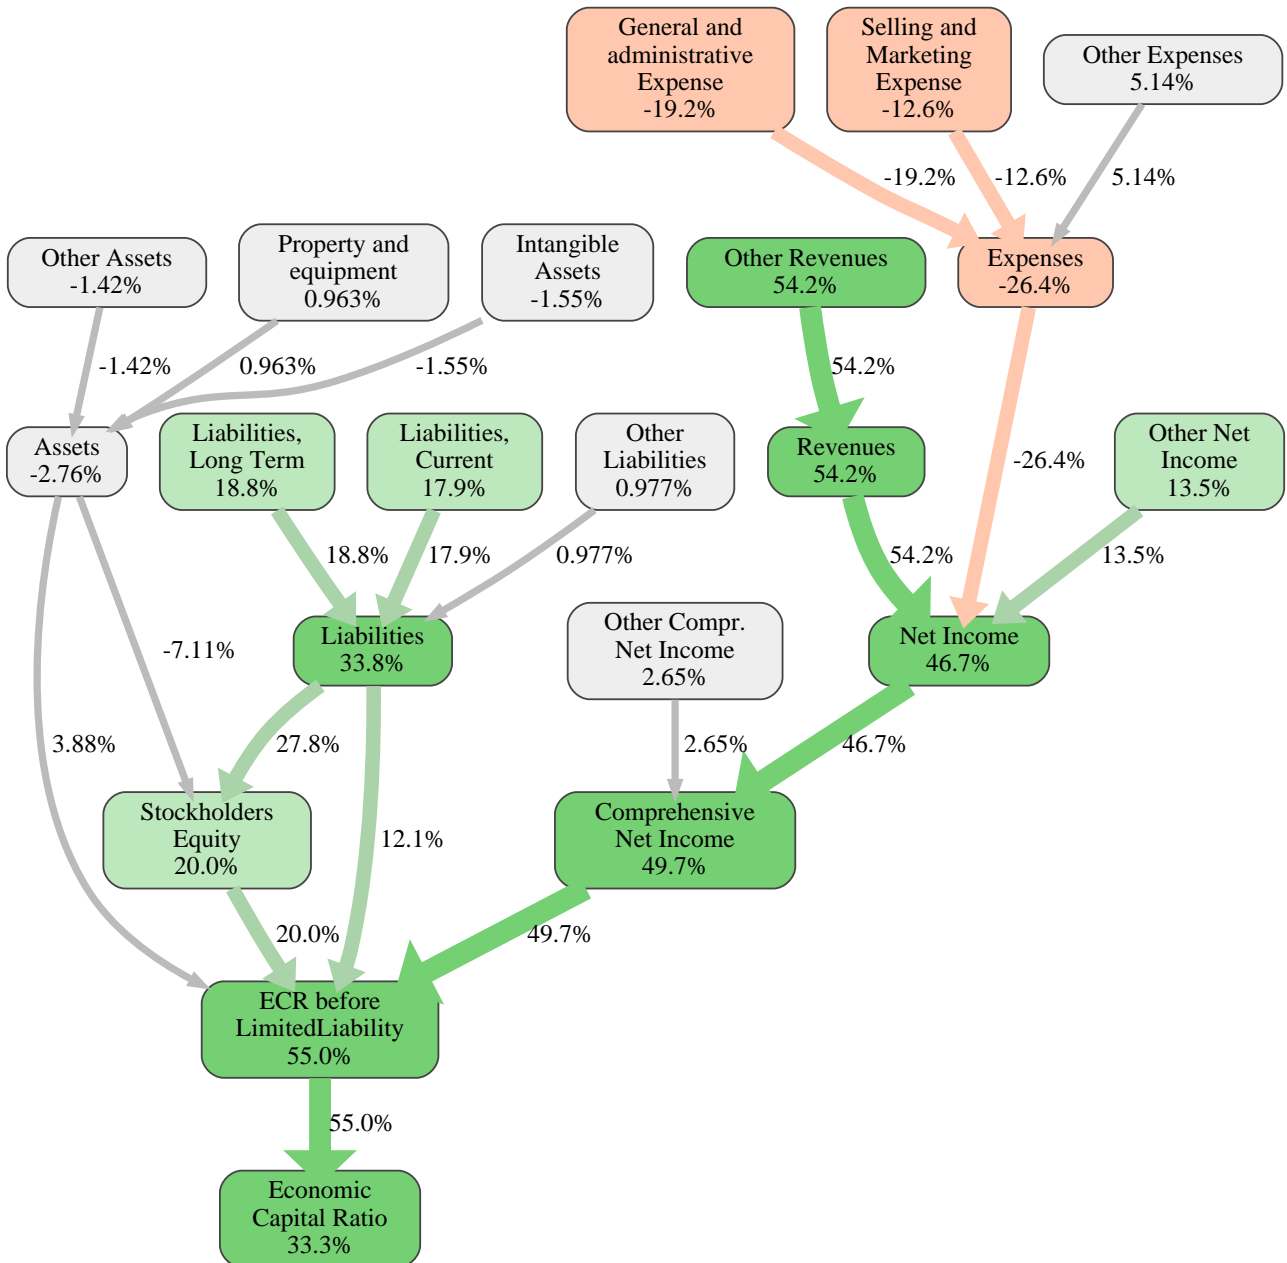 General and
administrative
Expense
-19.2%
Selling and
Marketing
Expense
-12.6%
Other Expenses
5.14%
-19.2%
-12.6%
5.14%
Other Assets
-1.42%
Property and
equipment
0.963%
Intangible
Assets
-1.55%
Other Revenues
54.2%
Expenses
-26.4%
-1.42%
0.963%
-1.55%
54.2%
-26.4%
Assets
-2.76%
Liabilities,
Long Term
18.8%
Liabilities,
Current
17.9%
Other
Liabilities
0.977%
Revenues
54.2%
Other Net
Income
13.5%
18.8%
17.9%
0.977%
54.2%
13.5%
-7.11%
Liabilities
33.8%
Other Compr.
Net Income
2.65%
Net Income
46.7%
3.88%
27.8%
12.1%
2.65%
46.7%
Stockholders
Equity
20.0%
Comprehensive
Net Income
49.7%
20.0%
49.7%
ECR before
LimitedLiability
55.0%
55.0%
Economic
Capital Ratio
33.3%